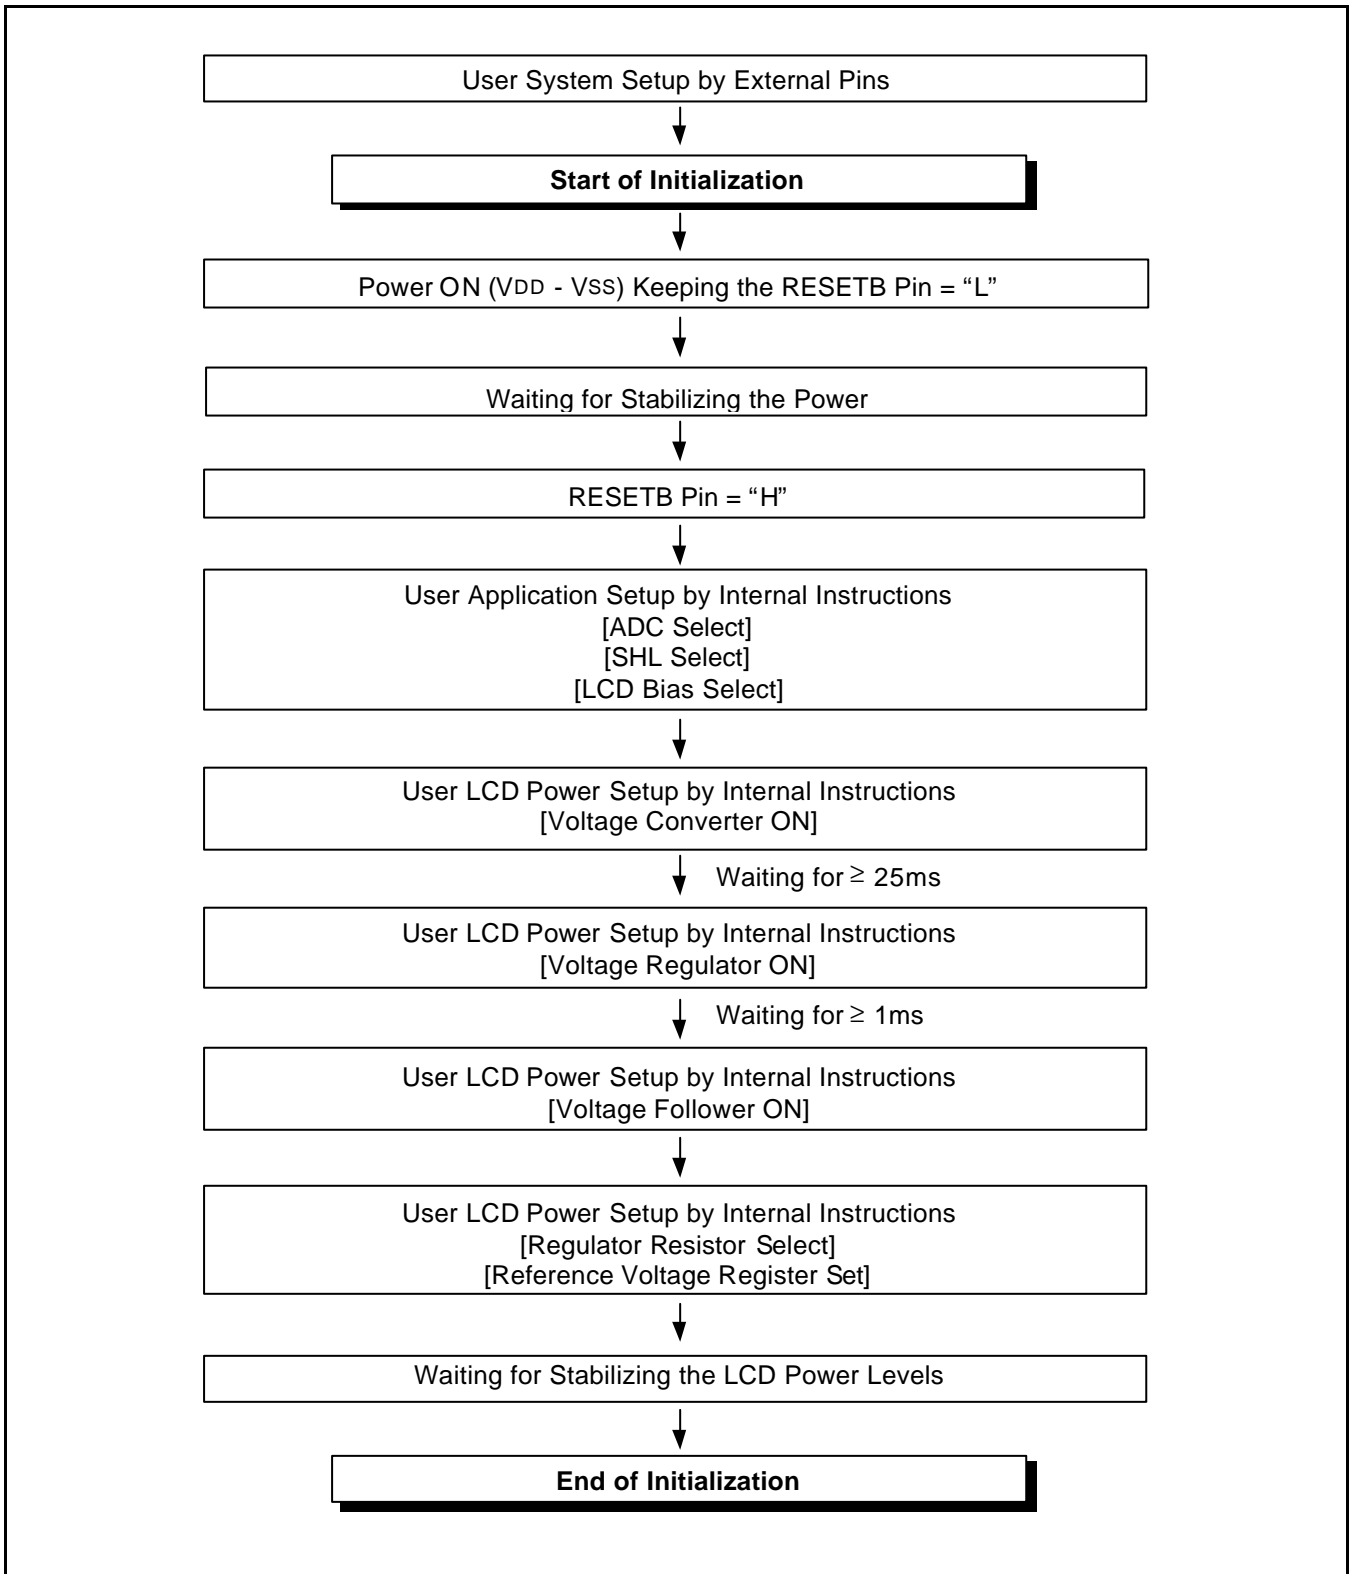 User System Setup by External Pins
Start of Initialization
Power ON (VDD - VSS) Keeping the RESETB Pin = “L”
Waiting for Stabilizing the Power
RESETB Pin = “H”
User Application Setup by Internal Instructions
[ADC Select]
[SHL Select]
[LCD Bias Select]
User LCD Power Setup by Internal Instructions
[Voltage Converter ON]
Waiting for ≥ 25ms
User LCD Power Setup by Internal Instructions
[Voltage Regulator ON]
Waiting for ≥ 1ms
User LCD Power Setup by Internal Instructions
[Voltage Follower ON]
User LCD Power Setup by Internal Instructions
[Regulator Resistor Select]
[Reference Voltage Register Set]
Waiting for Stabilizing the LCD Power Levels
End of Initialization